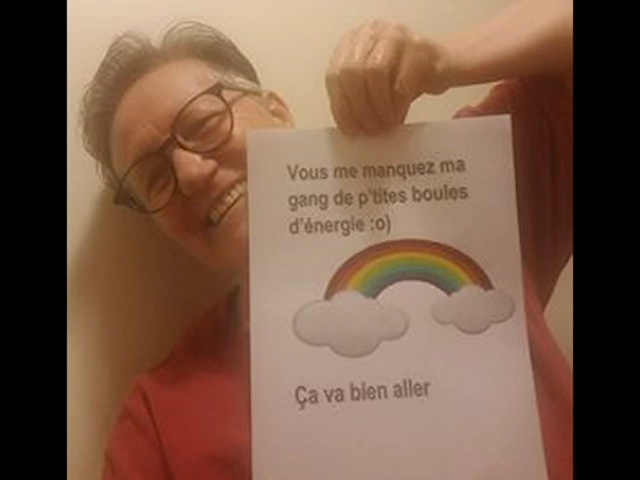 Vous me manquez ma
gang de p'tites boules
d'énergie :o)
Ça va bien aller